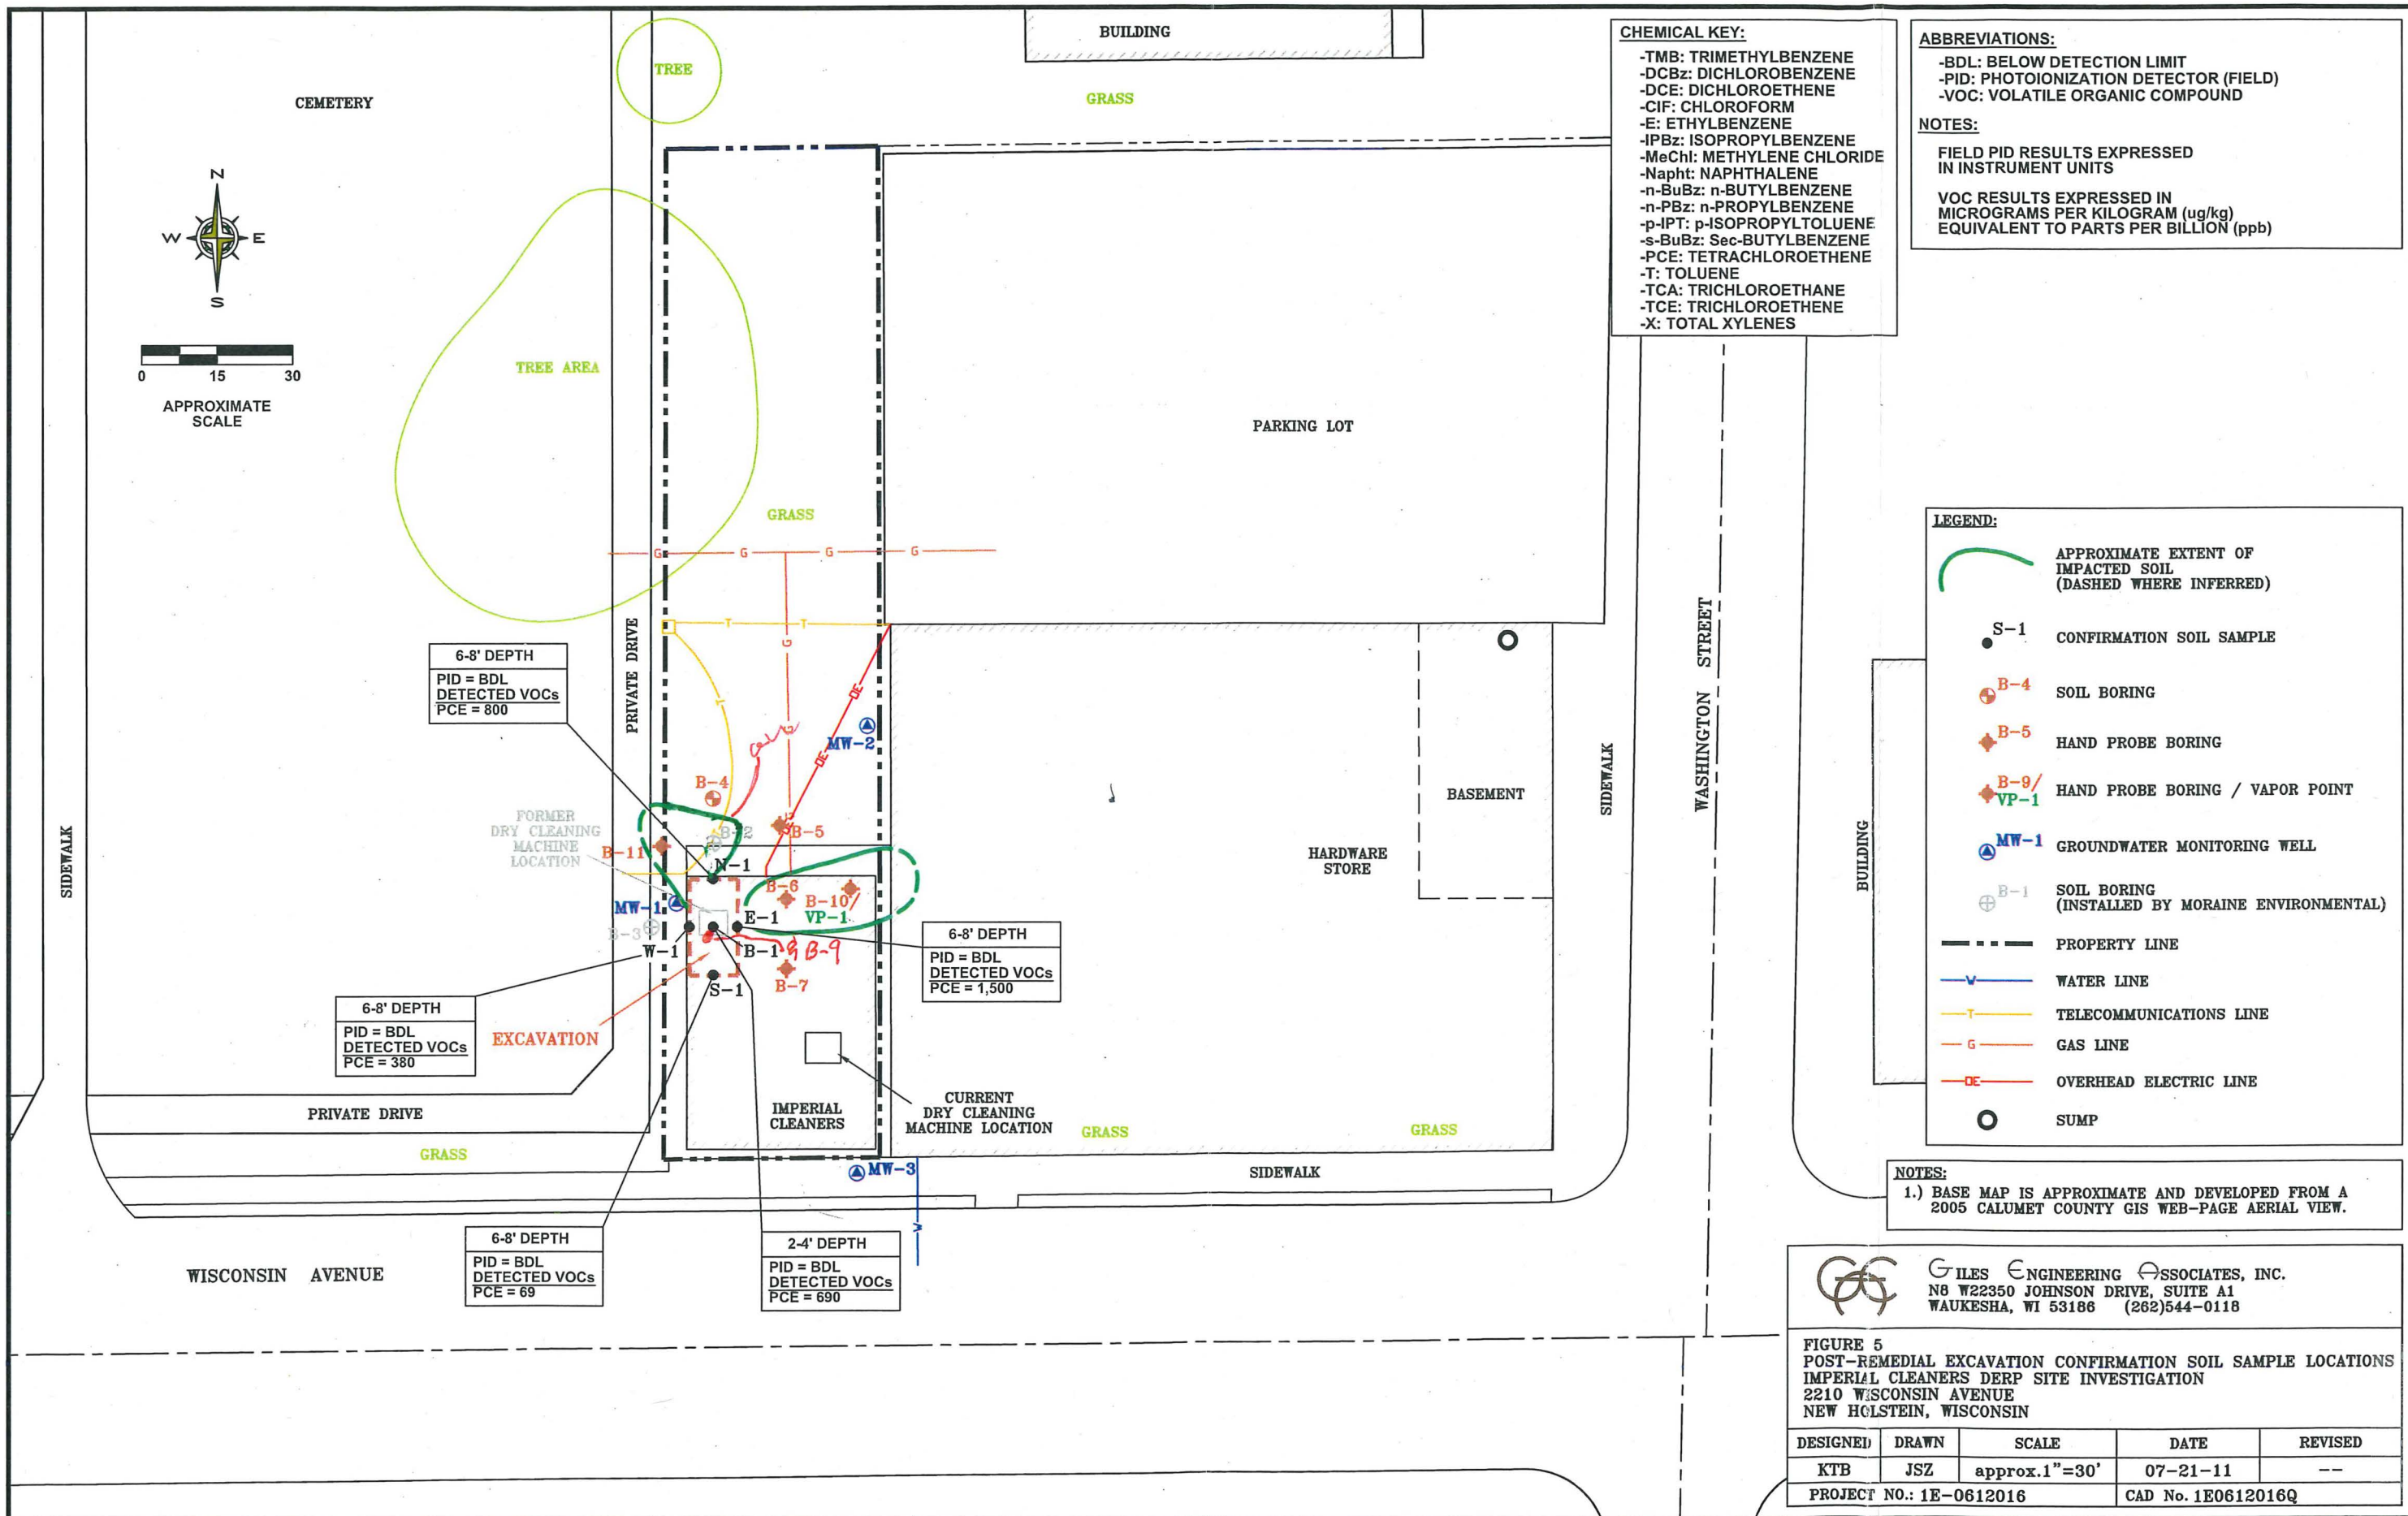 BUILDING
TREE
CEMETERY
GRASS
N
W
E
S
0 15 30
APPROXIMATE
SCALE
TREE AREA
PARKING LOT
GRASS
G G G G
T T
G
T
G
OE
OE
OE
PRIVATE DRIVE
MW-2
B-4
B-2
B-5
B-11
N-1
FORMER
DRY CLEANING
MACHINE
LOCATION
B-6
B-10/
VP-1
MW-1
E-1
B-3
W-1
B-1
B-9
S-1
B-7
EXCAVATION
6-8' DEPTH
PID = BDL
DETECTED VOCs
PCE = 800
6-8' DEPTH
PID = BDL
DETECTED VOCs
PCE = 1,500
6-8' DEPTH
PID = BDL
DETECTED VOCs
PCE = 380
6-8' DEPTH
PID = BDL
DETECTED VOCs
PCE = 69
2-4' DEPTH
PID = BDL
DETECTED VOCs
PCE = 690
IMPERIAL
CLEANERS
CURRENT
DRY CLEANING
MACHINE LOCATION
BASEMENT
HARDWARE
STORE
GRASS
GRASS
SIDEWALK
SIDEWALK
WASHINGTON STREET
BUILDING
SIDEWALK
PRIVATE DRIVE
GRASS
MW-3
W
WISCONSIN AVENUE
CHEMICAL KEY:
-TMB: TRIMETHYLBENZENE
-DCBz: DICHLOROBENZENE
-DCE: DICHLOROETHENE
-ClF: CHLOROFORM
-E: ETHYLBENZENE
-IPBz: ISOPROPYLBENZENE
-MeChl: METHYLENE CHLORIDE
-Napht: NAPHTHALENE
-n-BuBz: n-BUTYLBENZENE
-n-PBz: n-PROPYLBENZENE
-p-IPT: p-ISOPROPYLTOLUENE
-s-BuBz: Sec-BUTYLBENZENE
-PCE: TETRACHLOROETHENE
-T: TOLUENE
-TCA: TRICHLOROETHANE
-TCE: TRICHLOROETHENE
-X: TOTAL XYLENES
ABBREVIATIONS:
-BDL: BELOW DETECTION LIMIT
-PID: PHOTOIONIZATION DETECTOR (FIELD)
-VOC: VOLATILE ORGANIC COMPOUND
NOTES:
FIELD PID RESULTS EXPRESSED
IN INSTRUMENT UNITS
VOC RESULTS EXPRESSED IN
MICROGRAMS PER KILOGRAM (ug/kg)
EQUIVALENT TO PARTS PER BILLION (ppb)
LEGEND:
APPROXIMATE EXTENT OF
IMPACTED SOIL
(DASHED WHERE INFERRED)
S-1 CONFIRMATION SOIL SAMPLE
B-4 SOIL BORING
B-5 HAND PROBE BORING
B-9/
VP-1 HAND PROBE BORING / VAPOR POINT
MW-1 GROUNDWATER MONITORING WELL
B-1 SOIL BORING
(INSTALLED BY MORAINE ENVIRONMENTAL)
PROPERTY LINE
W WATER LINE
T TELECOMMUNICATIONS LINE
G GAS LINE
OE OVERHEAD ELECTRIC LINE
SUMP
NOTES:
1.) BASE MAP IS APPROXIMATE AND DEVELOPED FROM A
2005 CALUMET COUNTY GIS WEB-PAGE AERIAL VIEW.
GILES ENGINEERING ASSOCIATES, INC.
N8 W22350 JOHNSON DRIVE, SUITE A1
WAUKESHA, WI 53186 (262)544-0118
FIGURE 5
POST-REMEDIAL EXCAVATION CONFIRMATION SOIL SAMPLE LOCATIONS
IMPERIAL CLEANERS DERP SITE INVESTIGATION
2210 WISCONSIN AVENUE
NEW HOLSTEIN, WISCONSIN
DESIGNED DRAWN SCALE DATE REVISED
KTB JSZ approx.1"=30' 07-21-11 --
PROJECT NO.: 1E-0612016 CAD No. 1E0612016Q